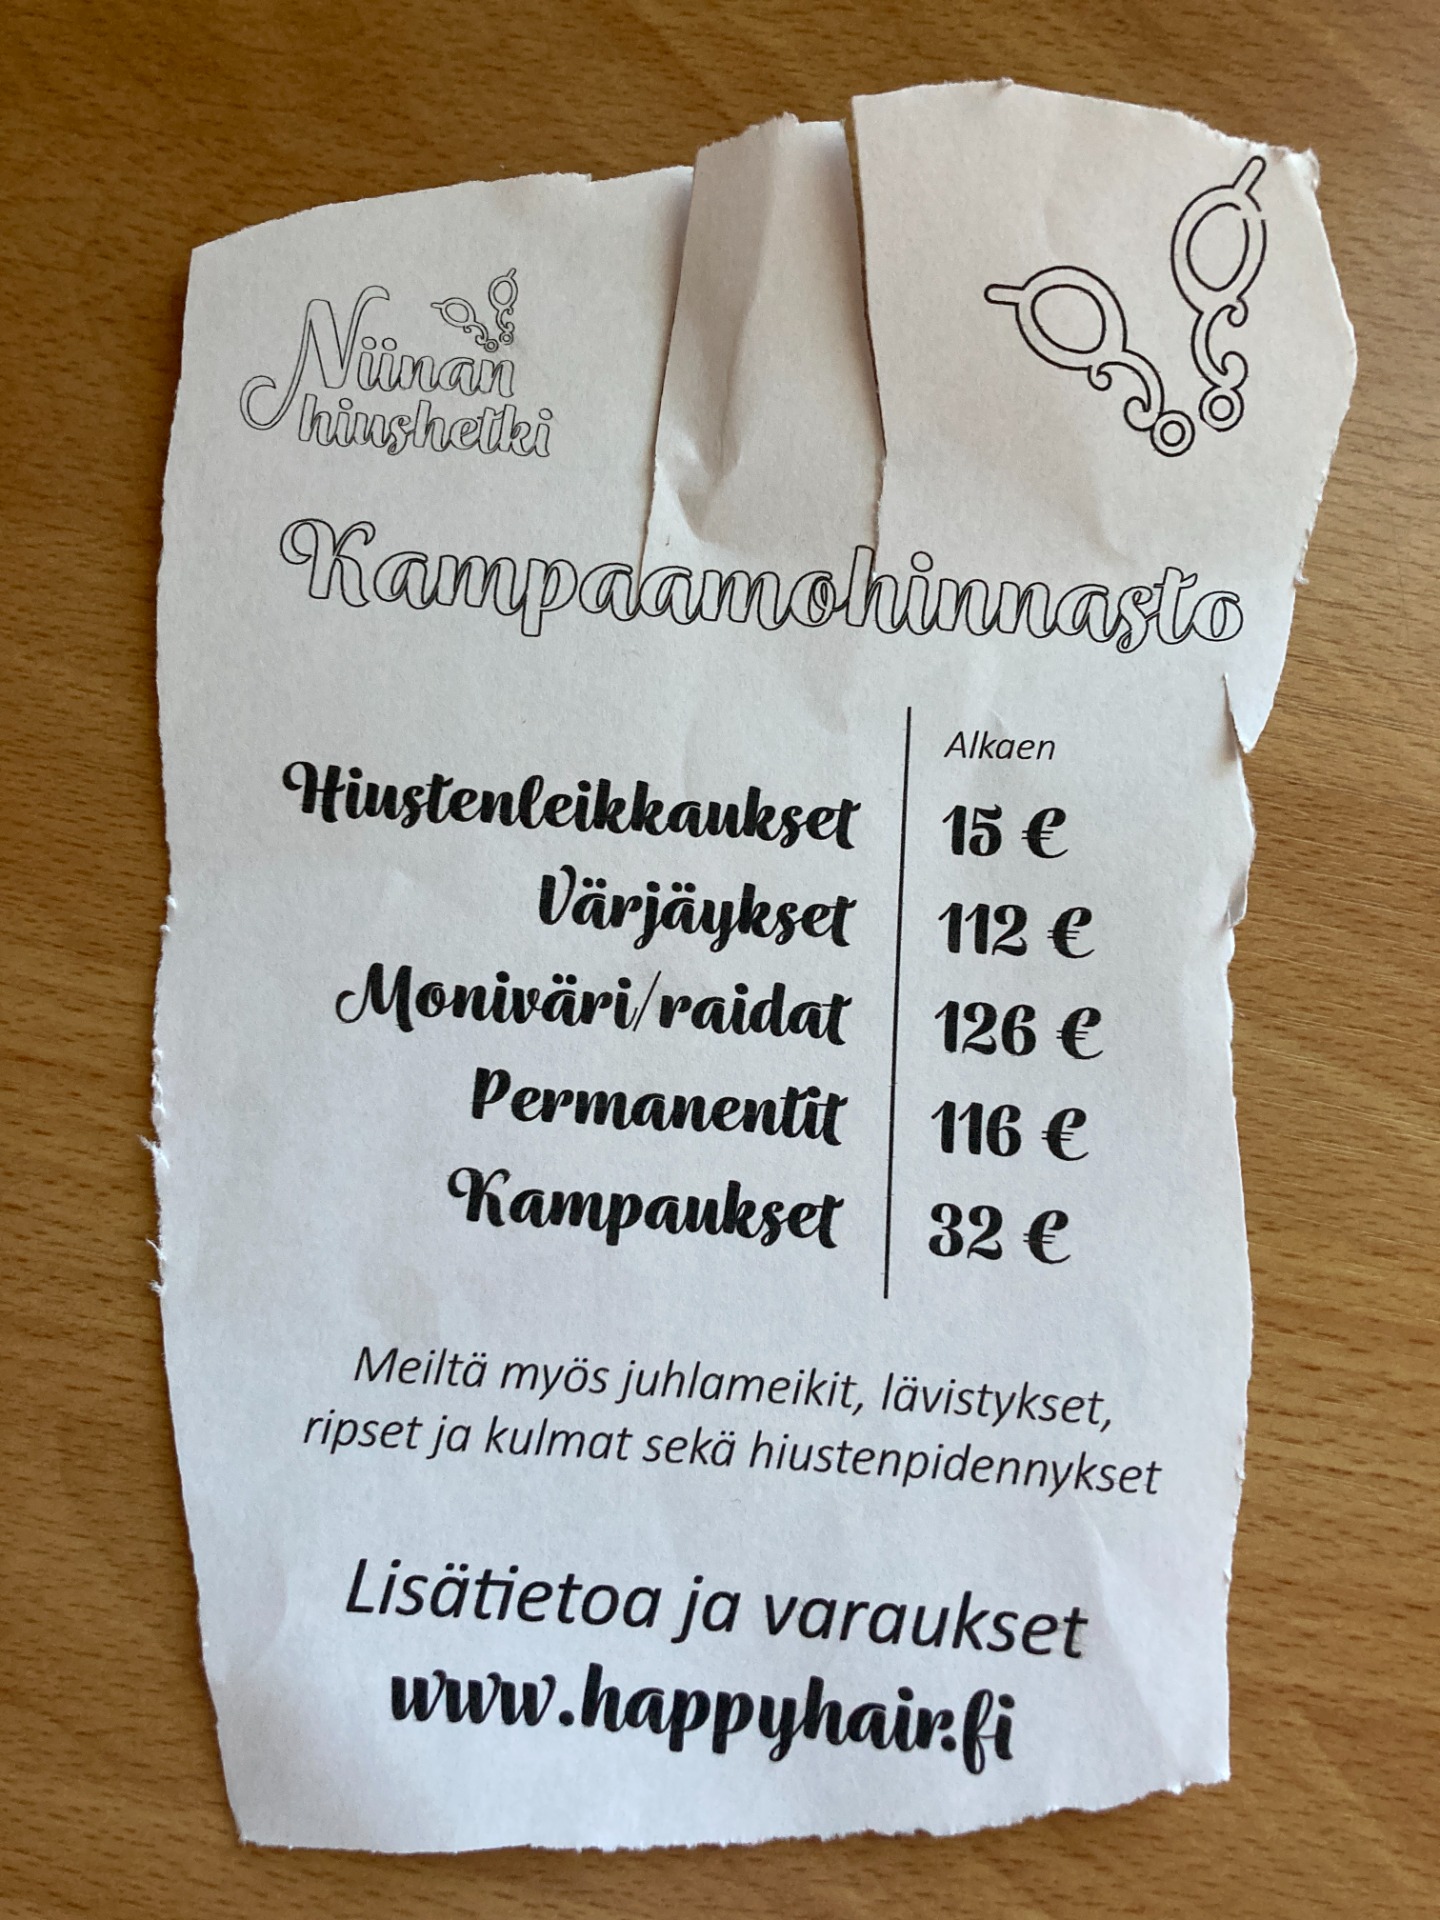 Niinan
hiushetki
Kampaamohinnasto
Alkaen
Hiustenleikkaukset 15 €
Värjäykset 112 €
Moniväri/raidat 126 €
Permanentit 116 €
Kampaukset 32 €
Meiltä myös juhlameikit, lävistykset,
ripset ja kulmat sekä hiustenpidennykset
Lisätietoa ja varaukset
www.happyhair.fi